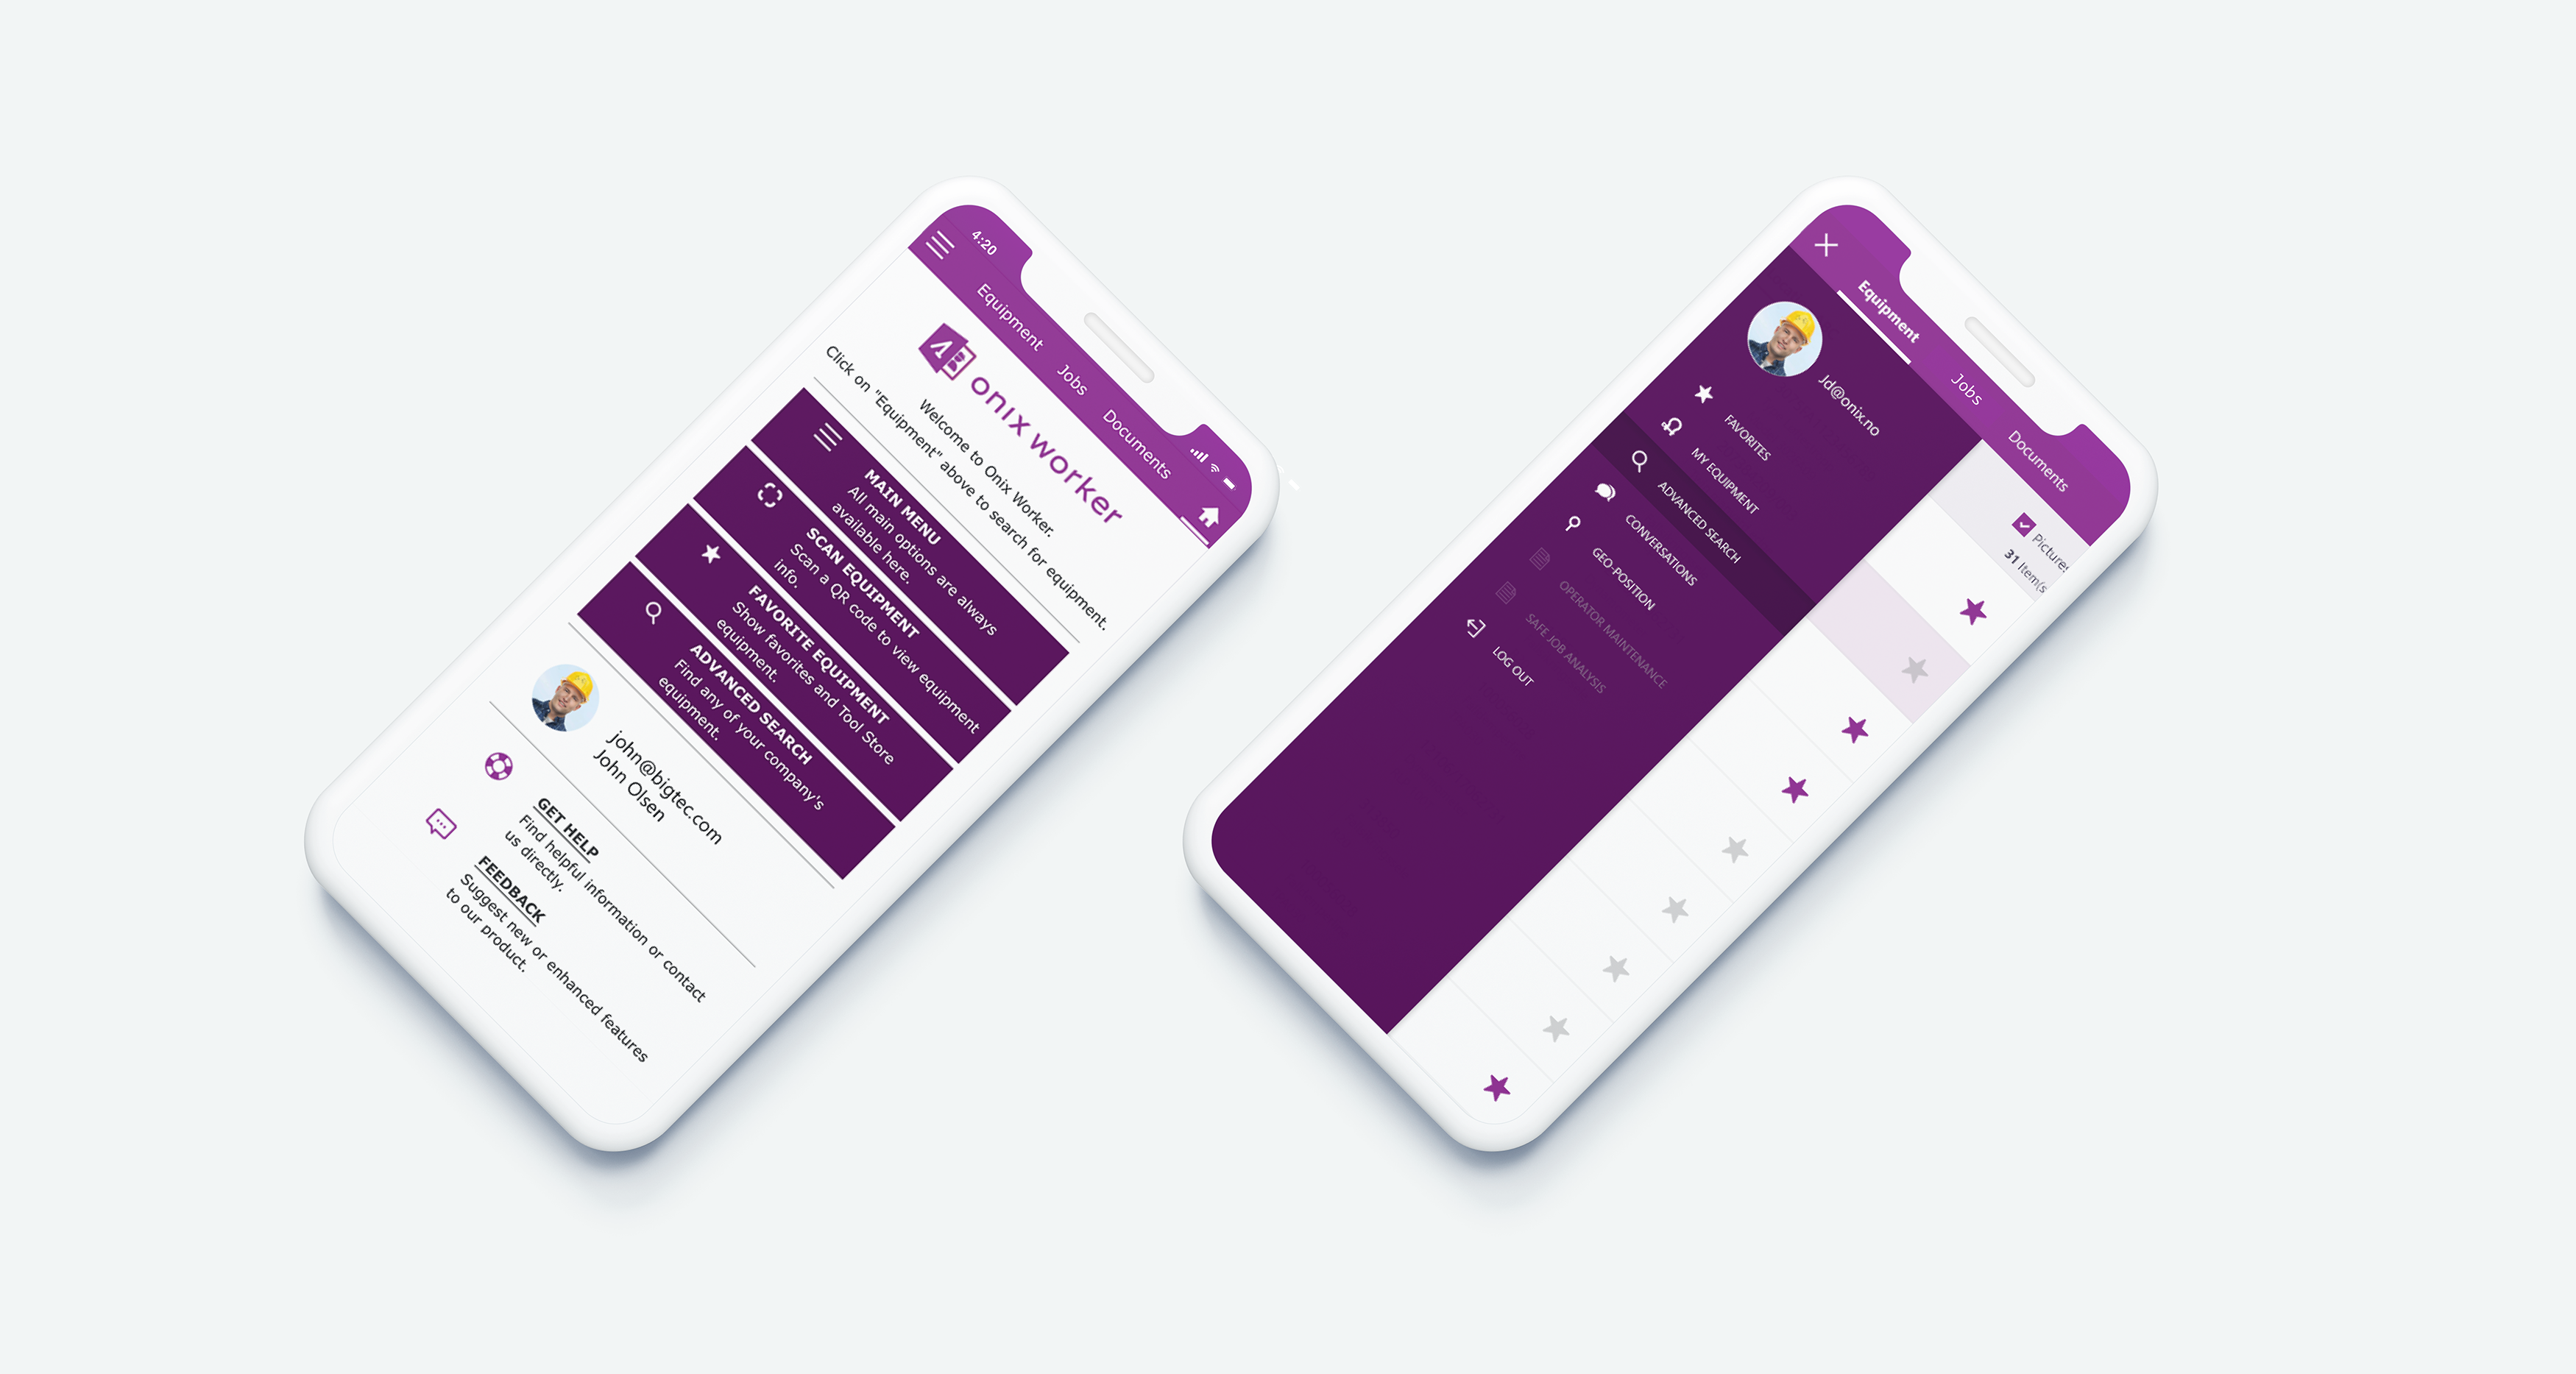 4:20
Equipment Jobs Documents
onix worker
Welcome to Onix Worker.
Click on "Equipment" above to search for equipment.
MAIN MENU
All main options are always
available here.
SCAN EQUIPMENT
Scan a QR code to view equipment
info.
FAVORITE EQUIPMENT
Show favorites and Tool Store
equipment.
ADVANCED SEARCH
Find any of your company's
equipment.
john@bigtec.com
John Olsen
GET HELP
Find helpful information or contact
us directly.
FEEDBACK
Suggest new or enhanced features
to our product.
Equipment Jobs Documents
Jd@onix.no
FAVORITES
MY EQUIPMENT
ADVANCED SEARCH
CONVERSATIONS
GEO-POSITION
OPERATOR MAINTENANCE
SAFE JOB ANALYSIS
LOG OUT
Pictures
31 Item(s